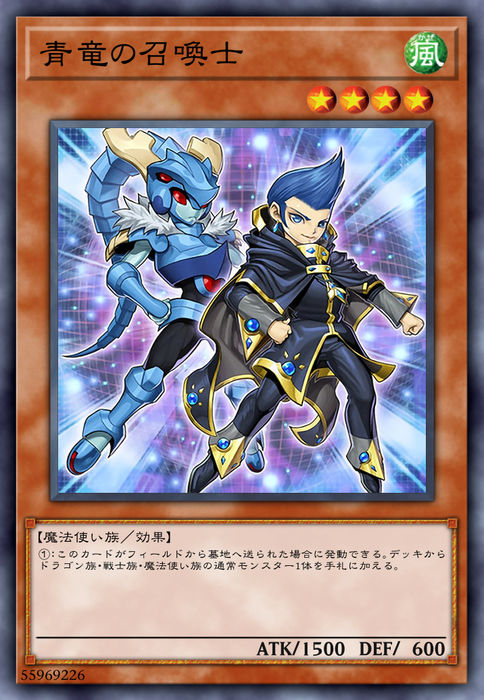 青竜の召喚士
かぜ
風
【魔法使い族／効果】
①：このカードがフィールドから墓地へ送られた場合に発動できる。デッキから
ドラゴン族・戦士族・魔法使い族の通常モンスター1体を手札に加える。
ATK/1500 DEF/ 600
55969226